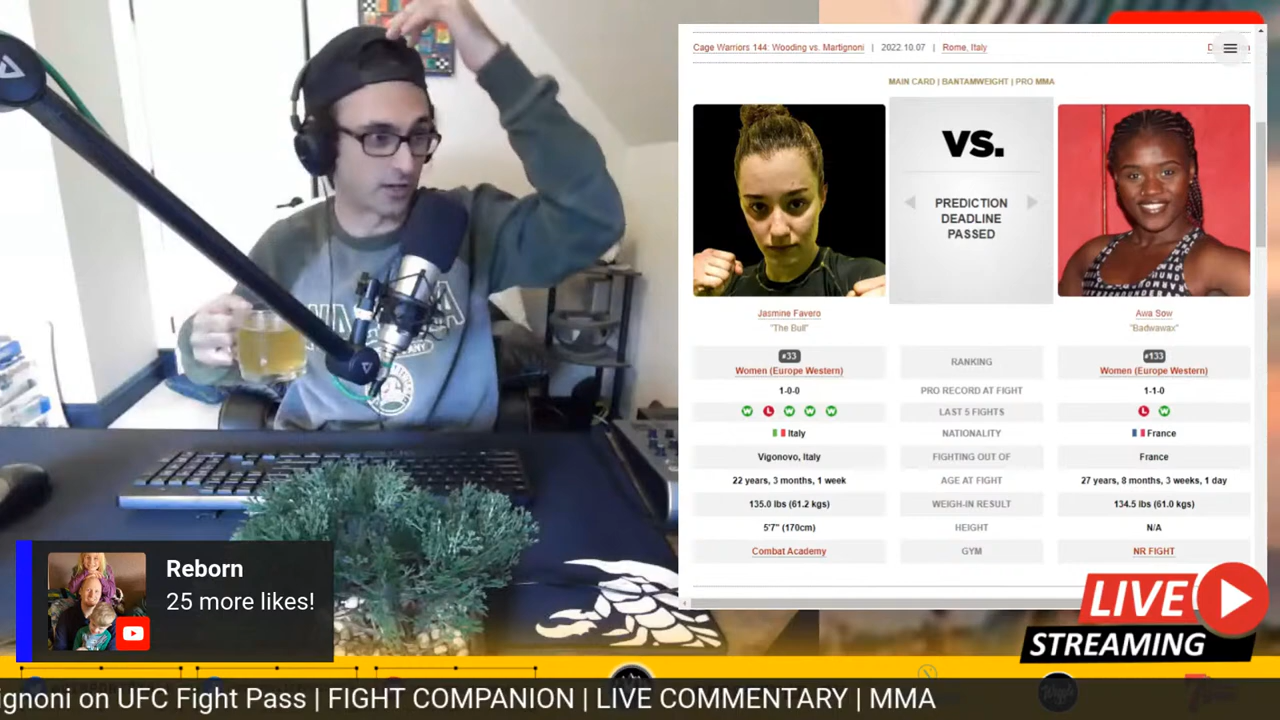 Cage Warriors 144: Wooding vs. Martignoni | 2022.10.07 | Rome, Italy
MAIN CARD | BANTAMWEIGHT | PRO MMA
VS.
PREDICTION
DEADLINE
PASSED
Jasmine Favero
"The Bull"
Awa Sow
"Badwawax"
#33
Women (Europe Western)
RANKING
#133
Women (Europe Western)
1-0-0
PRO RECORD AT FIGHT
1-1-0
W L W W W
LAST 5 FIGHTS
L W
Italy
NATIONALITY
France
Vigonovo, Italy
FIGHTING OUT OF
France
22 years, 3 months, 1 week
AGE AT FIGHT
27 years, 8 months, 3 weeks, 1 day
135.0 lbs (61.2 kgs)
WEIGH-IN RESULT
134.5 lbs (61.0 kgs)
5'7" (170cm)
HEIGHT
N/A
Combat Academy
GYM
NR FIGHT
Reborn
25 more likes!
LIVE
STREAMING
ignoni on UFC Fight Pass | FIGHT COMPANION | LIVE COMMENTARY | MMA